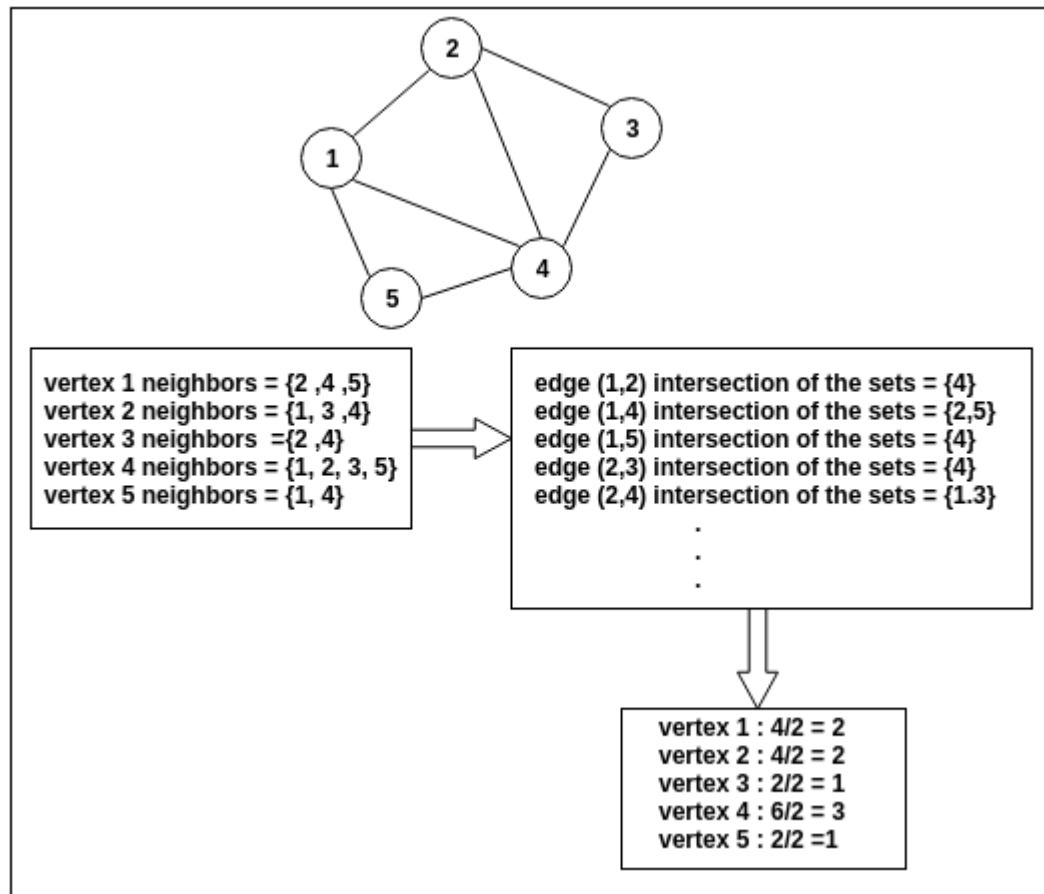 2
3
1
4
5
vertex 1 neighbors = {2 ,4 ,5}
vertex 2 neighbors = {1, 3 ,4}
vertex 3 neighbors  ={2 ,4}
vertex 4 neighbors = {1, 2, 3, 5}
vertex 5 neighbors = {1, 4}
edge (1,2) intersection of the sets = {4}
edge (1,4) intersection of the sets = {2,5}
edge (1,5) intersection of the sets = {4}
edge (2,3) intersection of the sets = {4}
edge (2,4) intersection of the sets = {1.3}
.
.
.
vertex 1 : 4/2 = 2
vertex 2 : 4/2 = 2
vertex 3 : 2/2 = 1
vertex 4 : 6/2 = 3
vertex 5 : 2/2 =1